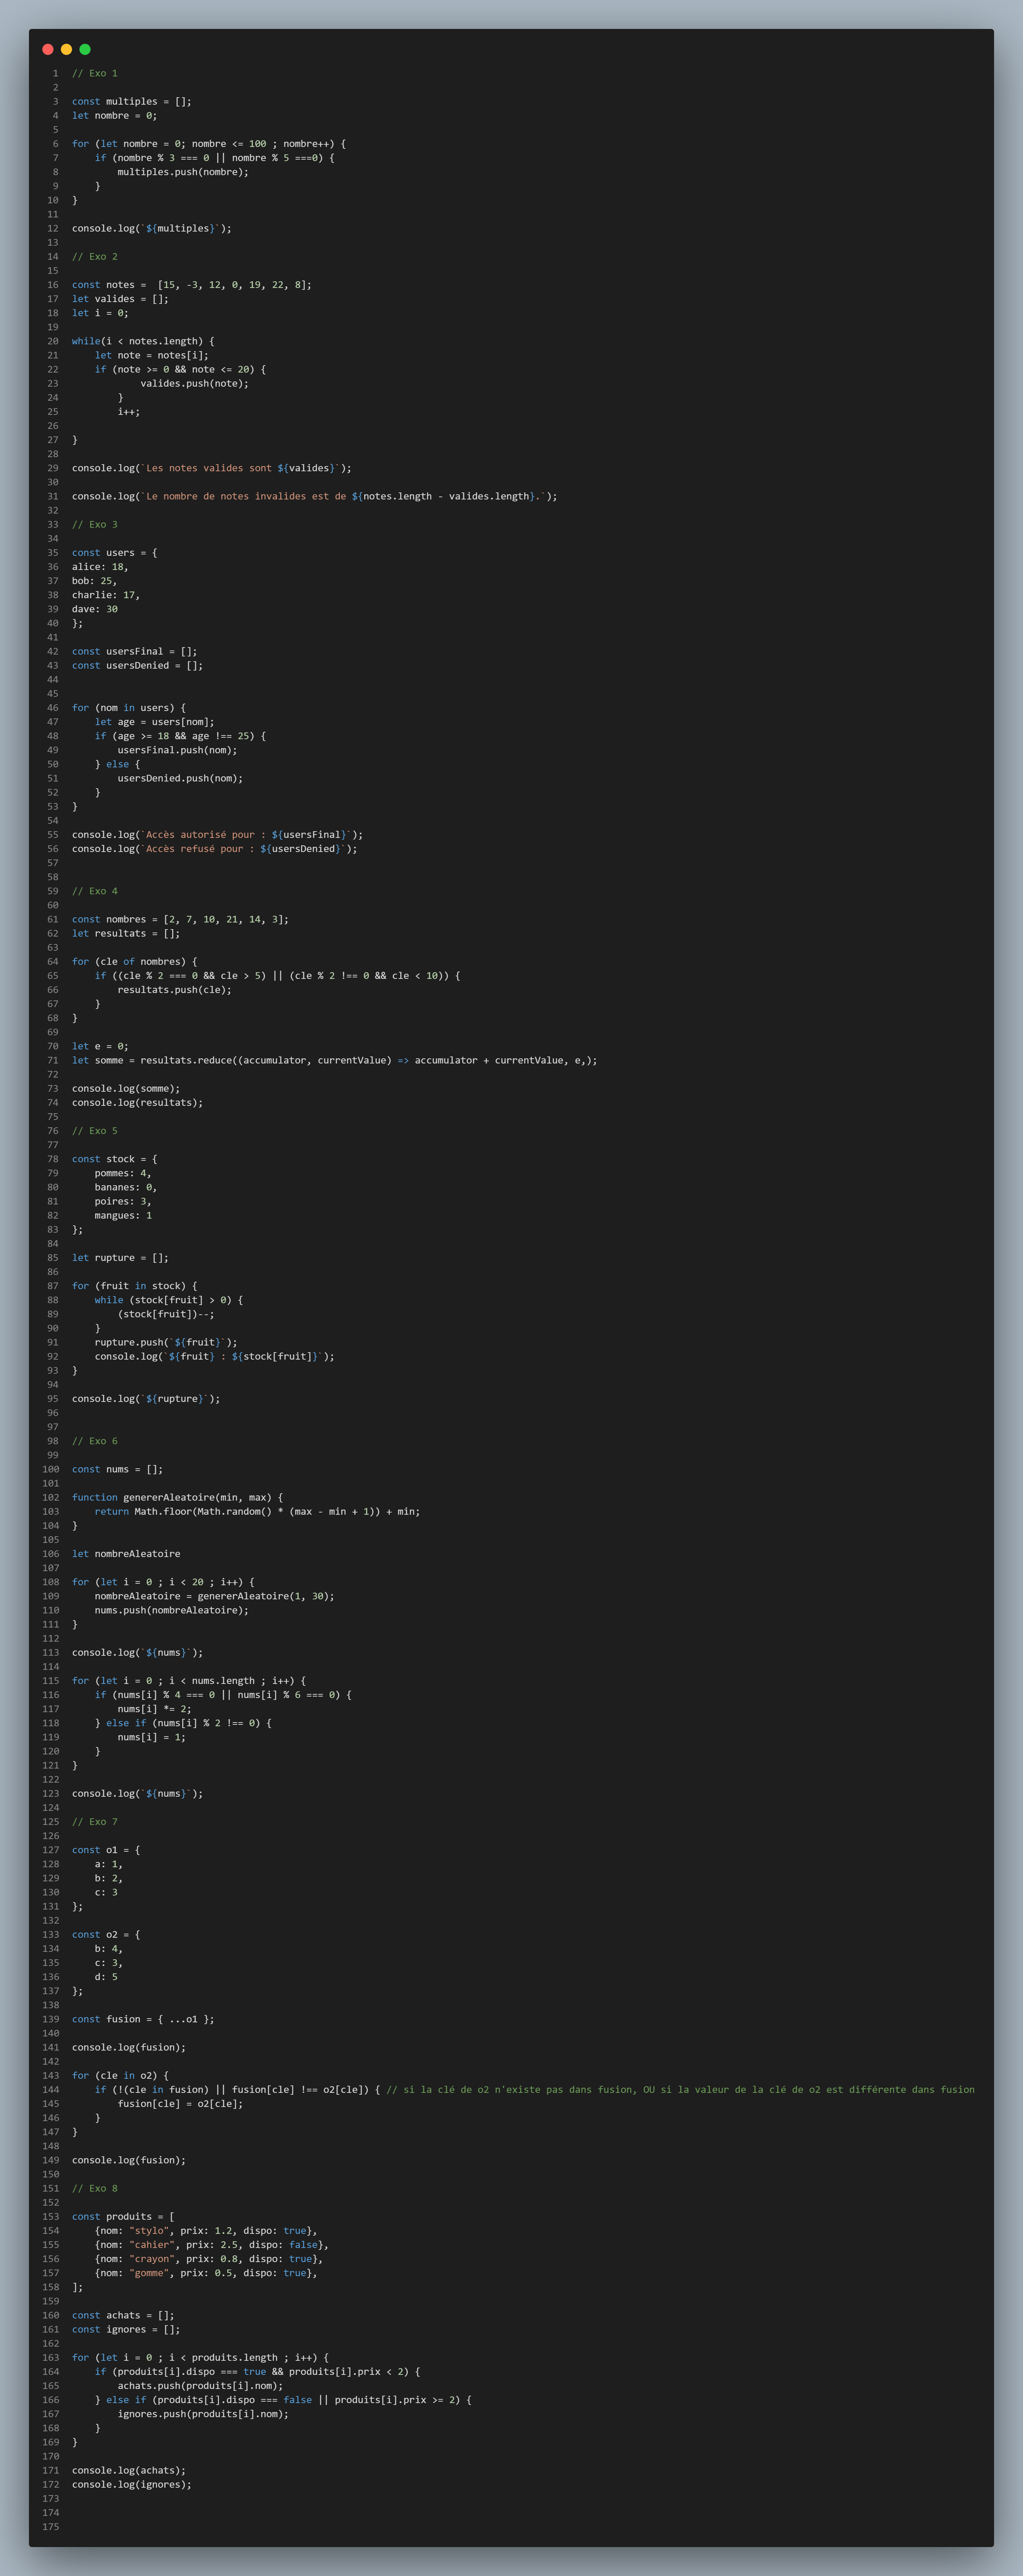 1 // Exo 1
2
3 const multiples = [];
4 let nombre = 0;
5
6 for (let nombre = 0; nombre <= 100 ; nombre++) {
7     if (nombre % 3 === 0 || nombre % 5 ===0) {
8         multiples.push(nombre);
9     }
10 }
11
12 console.log(`${multiples}`);
13
14 // Exo 2
15
16 const notes =  [15, -3, 12, 0, 19, 22, 8];
17 let valides = [];
18 let i = 0;
19
20 while(i < notes.length) {
21     let note = notes[i];
22     if (note >= 0 && note <= 20) {
23             valides.push(note);
24         }
25         i++;
26
27 }
28
29 console.log(`Les notes valides sont ${valides}`);
30
31 console.log(`Le nombre de notes invalides est de ${notes.length - valides.length}.`);
32
33 // Exo 3
34
35 const users = {
36 alice: 18,
37 bob: 25,
38 charlie: 17,
39 dave: 30
40 };
41
42 const usersFinal = [];
43 const usersDenied = [];
44
45
46 for (nom in users) {
47     let age = users[nom];
48     if (age >= 18 && age !== 25) {
49         usersFinal.push(nom);
50     } else {
51         usersDenied.push(nom);
52     }
53 }
54
55 console.log(`Accès autorisé pour : ${usersFinal}`);
56 console.log(`Accès refusé pour : ${usersDenied}`);
57
58
59 // Exo 4
60
61 const nombres = [2, 7, 10, 21, 14, 3];
62 let resultats = [];
63
64 for (cle of nombres) {
65     if ((cle % 2 === 0 && cle > 5) || (cle % 2 !== 0 && cle < 10)) {
66         resultats.push(cle);
67     }
68 }
69
70 let e = 0;
71 let somme = resultats.reduce((accumulator, currentValue) => accumulator + currentValue, e,);
72
73 console.log(somme);
74 console.log(resultats);
75
76 // Exo 5
77
78 const stock = {
79     pommes: 4,
80     bananes: 0,
81     poires: 3,
82     mangues: 1
83 };
84
85 let rupture = [];
86
87 for (fruit in stock) {
88     while (stock[fruit] > 0) {
89         (stock[fruit])--;
90     }
91     rupture.push(`${fruit}`);
92     console.log(`${fruit} : ${stock[fruit]}`);
93 }
94
95 console.log(`${rupture}`);
96
97
98 // Exo 6
99
100 const nums = [];
101
102 function genererAleatoire(min, max) {
103     return Math.floor(Math.random() * (max - min + 1)) + min;
104 }
105
106 let nombreAleatoire
107
108 for (let i = 0 ; i < 20 ; i++) {
109     nombreAleatoire = genererAleatoire(1, 30);
110     nums.push(nombreAleatoire);
111 }
112
113 console.log(`${nums}`);
114
115 for (let i = 0 ; i < nums.length ; i++) {
116     if (nums[i] % 4 === 0 || nums[i] % 6 === 0) {
117         nums[i] *= 2;
118     } else if (nums[i] % 2 !== 0) {
119         nums[i] = 1;
120     }
121 }
122
123 console.log(`${nums}`);
124
125 // Exo 7
126
127 const o1 = {
128     a: 1,
129     b: 2,
130     c: 3
131 };
132
133 const o2 = {
134     b: 4,
135     c: 3,
136     d: 5
137 };
138
139 const fusion = { ...o1 };
140
141 console.log(fusion);
142
143 for (cle in o2) {
144     if (!(cle in fusion) || fusion[cle] !== o2[cle]) { // si la clé de o2 n'existe pas dans fusion, OU si la valeur de la clé de o2 est différente dans fusion
145         fusion[cle] = o2[cle];
146     }
147 }
148
149 console.log(fusion);
150
151 // Exo 8
152
153 const produits = [
154     {nom: "stylo", prix: 1.2, dispo: true},
155     {nom: "cahier", prix: 2.5, dispo: false},
156     {nom: "crayon", prix: 0.8, dispo: true},
157     {nom: "gomme", prix: 0.5, dispo: true},
158 ];
159
160 const achats = [];
161 const ignores = [];
162
163 for (let i = 0 ; i < produits.length ; i++) {
164     if (produits[i].dispo === true && produits[i].prix < 2) {
165         achats.push(produits[i].nom);
166     } else if (produits[i].dispo === false || produits[i].prix >= 2) {
167         ignores.push(produits[i].nom);
168     }
169 }
170
171 console.log(achats);
172 console.log(ignores);
173
174
175